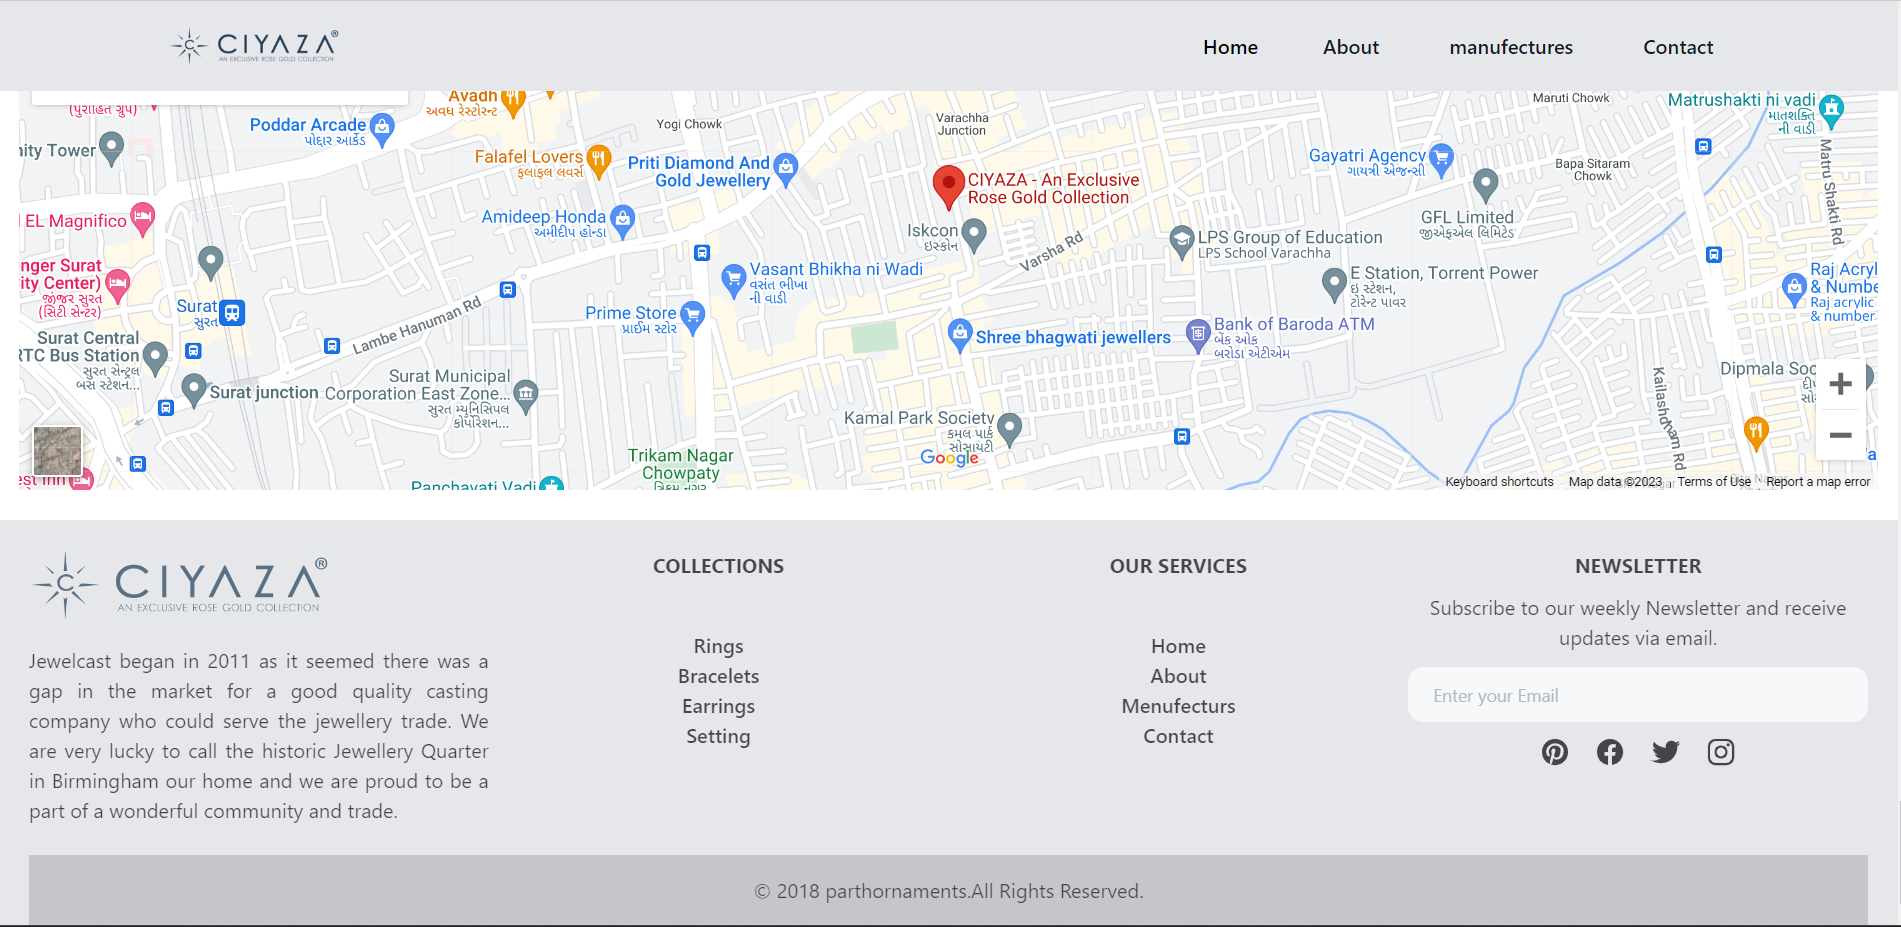 CIYAZA®
AN EXCLUSIVE ROSE GOLD COLLECTION
Home
About
manufectures
Contact
(પુરોહિત ગ્રુપ)
Avadh
અવધ રેસ્ટોરન્ટ
Poddar Arcade
પોદ્દાર આર્કેડ
Yogi Chowk
Varachha
Junction
Maruti Chowk
Matrushakti ni vadi
માતૃશક્તિ
ની વાડી
ity Tower
Falafel Lovers
ફલાફલ લવર્સ
Priti Diamond And
Gold Jewellery
CIYAZA - An Exclusive
Rose Gold Collection
Gayatri Agency
ગાયત્રી એજન્સી
Bapa Sitaram
Chowk
Matru Shakti Rd
EL Magnifico
Amideep Honda
અમીદીપ હોન્ડા
Iskcon
ઇસ્કોન
GFL Limited
જીએફએલ લિમિટેડ
Varsha Rd
LPS Group of Education
LPS School Varachha
nger Surat
ity Center)
જીંજર સુરત
(સિટી સેન્ટર)
Vasant Bhikha ni Wadi
વસંત ભીખા
ની વાડી
E Station, Torrent Power
ઇ સ્ટેશન,
ટોરેન્ટ પાવર
Raj Acryl
& Numbe
Raj acrylic
& number
Surat
સુરત
Lambe Hanuman Rd
Prime Store
પ્રાઈમ સ્ટોર
Shree bhagwati jewellers
Bank of Baroda ATM
બેંક ઓફ
બરોડા એટીએમ
Surat Central
RTC Bus Station
સુરત સેન્ટ્રલ
બસ સ્ટેશન...
Surat junction
Surat Municipal
Corporation East Zone...
સુરત મ્યુનિસિપલ
કોર્પોરેશન...
Dipmala Soc
Kailashdham Rd
Kamal Park Society
કમલ પાર્ક
સોસાયટી
Google
Trikam Nagar
Chowpaty
ત્રિકમ નગર
est Inn
Panchavati Vadi
Keyboard shortcuts
Map data ©2023
Terms of Use
Report a map error
CIYAZA®
AN EXCLUSIVE ROSE GOLD COLLECTION
Jewelcast began in 2011 as it seemed there was a
gap in the market for a good quality casting
company who could serve the jewellery trade. We
are very lucky to call the historic Jewellery Quarter
in Birmingham our home and we are proud to be a
part of a wonderful community and trade.
COLLECTIONS
Rings
Bracelets
Earrings
Setting
OUR SERVICES
Home
About
Menufecturs
Contact
NEWSLETTER
Subscribe to our weekly Newsletter and receive
updates via email.
Enter your Email
© 2018 parthornaments.All Rights Reserved.